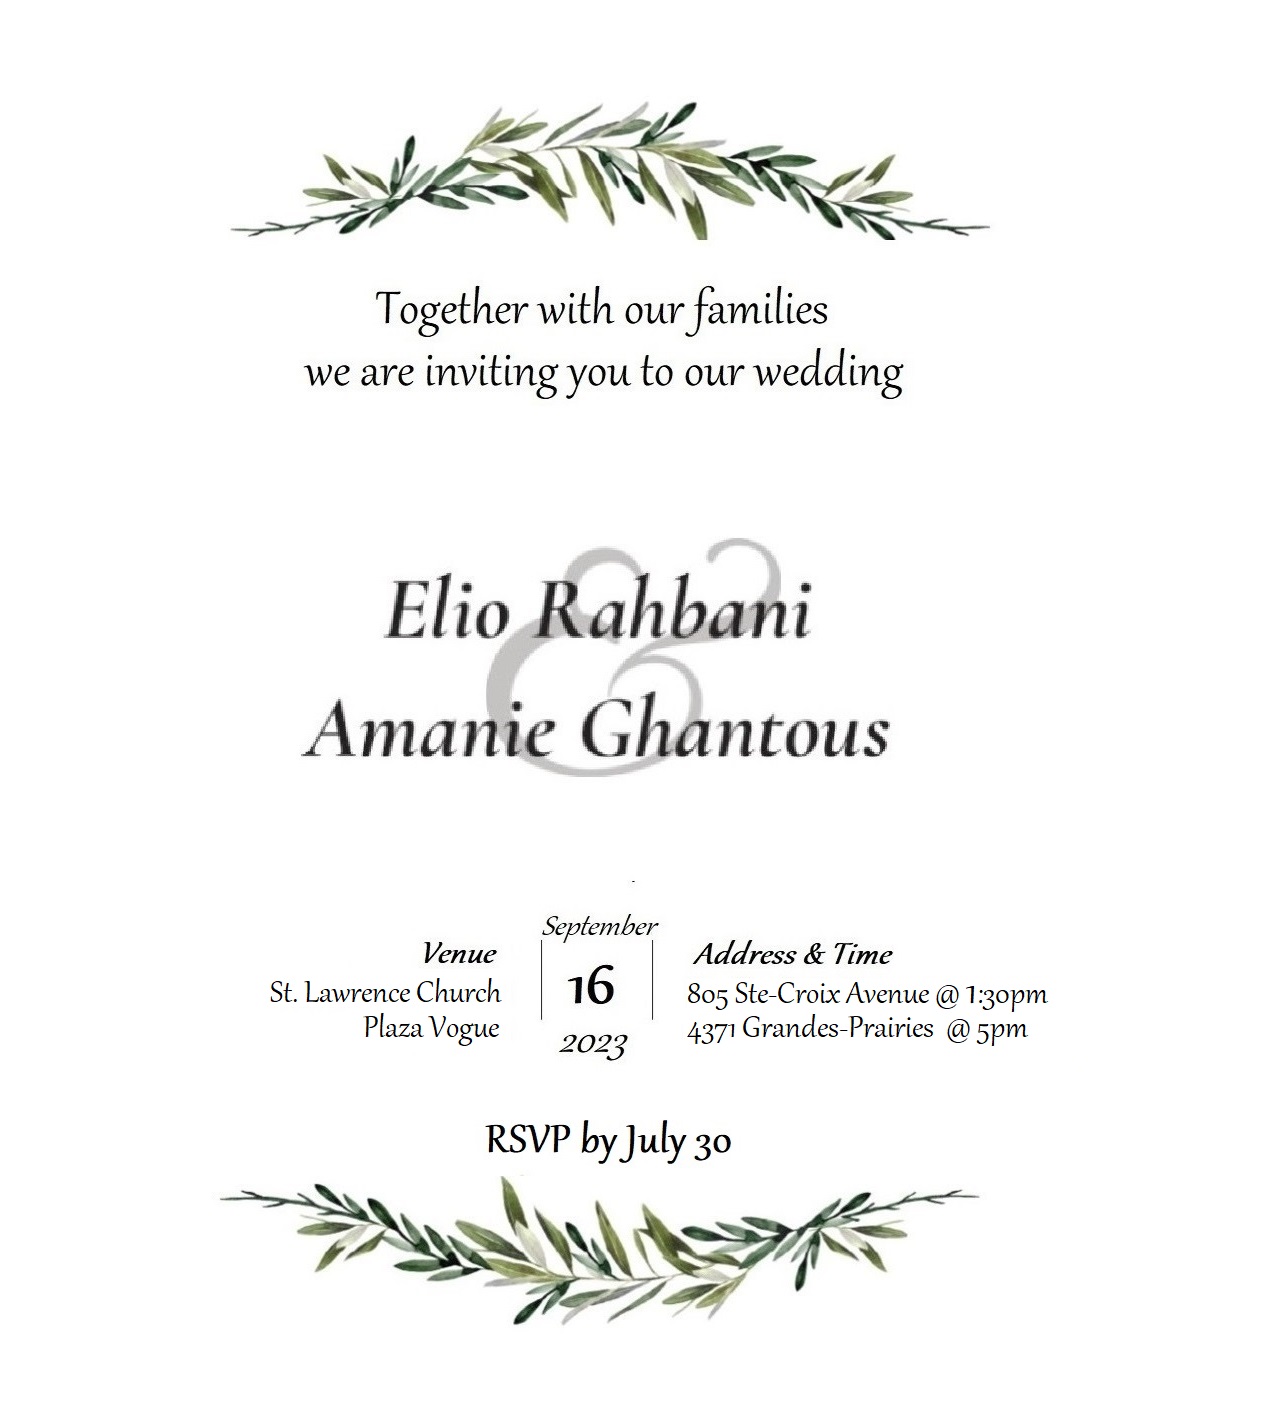 Together with our families
we are inviting you to our wedding
&
Elio Rahbani
Amanie Ghantous
Venue
St. Lawrence Church
Plaza Vogue
September
16
2023
Address & Time
805 Ste-Croix Avenue @ 1:30pm
4371 Grandes-Prairies @ 5pm
RSVP by July 30